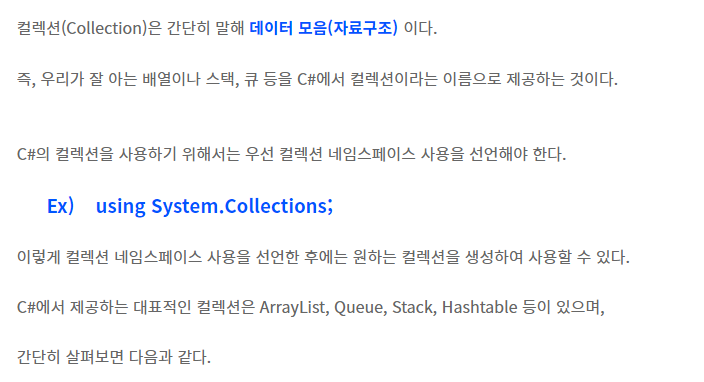 컬렉션(Collection)은 간단히 말해 데이터 모음(자료구조) 이다.
즉, 우리가 잘 아는 배열이나 스택, 큐 등을 C#에서 컬렉션이라는 이름으로 제공하는 것이다.
C#의 컬렉션을 사용하기 위해서는 우선 컬렉션 네임스페이스 사용을 선언해야 한다.
Ex) using System.Collections;
이렇게 컬렉션 네임스페이스 사용을 선언한 후에는 원하는 컬렉션을 생성하여 사용할 수 있다.
C#에서 제공하는 대표적인 컬렉션은 ArrayList, Queue, Stack, Hashtable 등이 있으며,
간단히 살펴보면 다음과 같다.